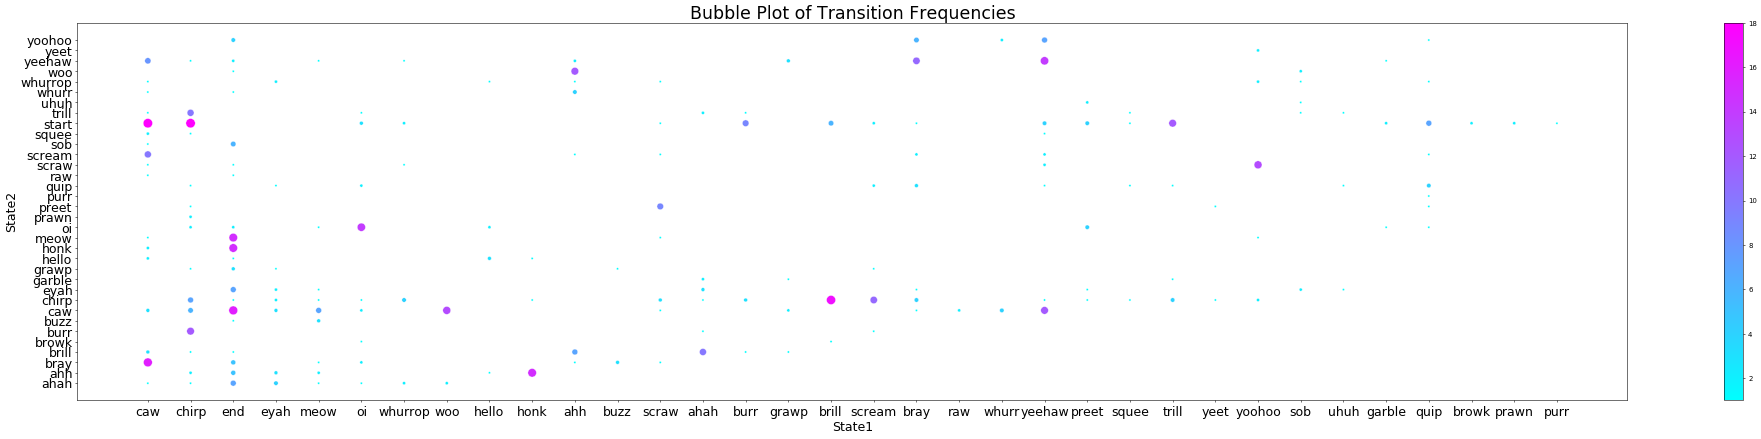 Bubble Plot of Transition Frequencies
State2
yoohoo
yeet
yeehaw
woo
whurrop
whurr
uhuh
trill
start
squee
sob
scream
scraw
raw
quip
purr
preet
prawn
oi
meow
honk
hello
grawp
garble
eyah
chirp
caw
buzz
burr
browk
brill
bray
ahh
ahah
caw chirp end eyah meow oi whurrop woo hello honk ahh buzz scraw ahah burr grawp brill scream bray raw whurr yeehaw preet squee trill yeet yoohoo sob uhuh garble quip browk prawn purr
State1
18
16
14
12
10
8
6
4
2